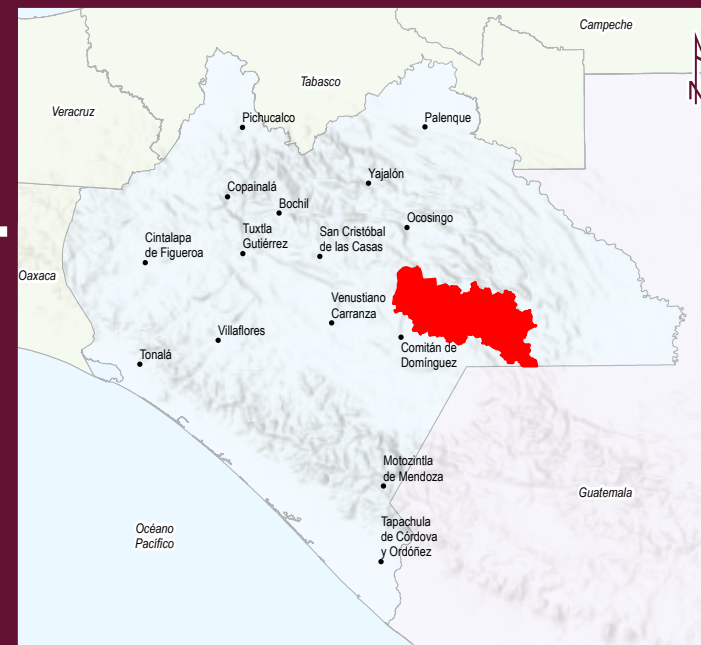 Campeche
Tabasco
Veracruz
Pichucalco
Palenque
Yajalón
Copainalá
Bochil
Ocosingo
Tuxtla
Gutiérrez
San Cristóbal
de las Casas
Cintalapa
de Figueroa
Oaxaca
Venustiano
Carranza
Villaflores
Comitán de
Domínguez
Tonalá
Motozintla
de Mendoza
Guatemala
Océano
Pacífico
Tapachula
de Córdova
y Ordóñez